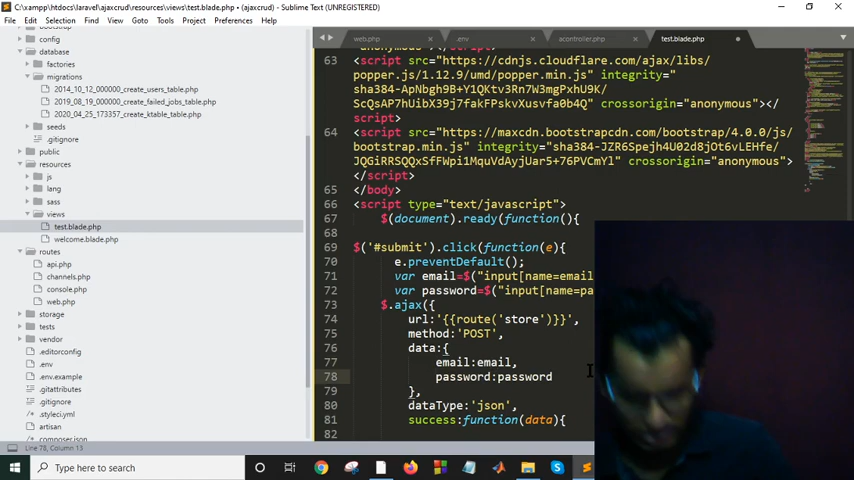 C:\xampp\htdocs\laravel\ajaxcrud\resources\views\test.blade.php • (ajaxcrud) - Sublime Text (UNREGISTERED)
File Edit Selection Find View Goto Tools Project Preferences Help
config
database
factories
migrations
2014_10_12_000000_create_users_table.php
2019_08_19_000000_create_failed_jobs_table.php
2020_04_25_173357_create_ktable_table.php
seeds
.gitignore
public
resources
js
lang
sass
views
test.blade.php
welcome.blade.php
routes
api.php
channels.php
console.php
web.php
storage
tests
vendor
.editorconfig
.env
.env.example
.gitattributes
.gitignore
.styleci.yml
artisan
composer.json
web.php
.env
acontroller.php
test.blade.php
anonymous"></script>
63 <script src="https://cdnjs.cloudflare.com/ajax/libs/
popper.js/1.12.9/umd/popper.min.js" integrity="
sha384-ApNbgh9B+Y1QKtv3Rn7W3mgPxhU9K/
ScQsAP7hUibX39j7fakFPskvXusvfa0b4Q" crossorigin="anonymous"></
script>
64 <script src="https://maxcdn.bootstrapcdn.com/bootstrap/4.0.0/js/
bootstrap.min.js" integrity="sha384-JZR6Spejh4U02d8jOt6vLEHfe/
JQGiRRSQQxSfFWpi1MquVdAyjUar5+76PVCmYl" crossorigin="anonymous">
</script>
65 </body>
66 <script type="text/javascript">
67 $(document).ready(function(){
68
69 $('#submit').click(function(e){
70 e.preventDefault();
71 var email=$("input[name=email
72 var password=$("input[name=pa
73 $.ajax({
74 url:'{{route('store')}}',
75 method:'POST',
76 data:{
77 email:email,
78 password:password
79 },
80 dataType:'json',
81 success:function(data){
82
Line 78, Column 13
Type here to search